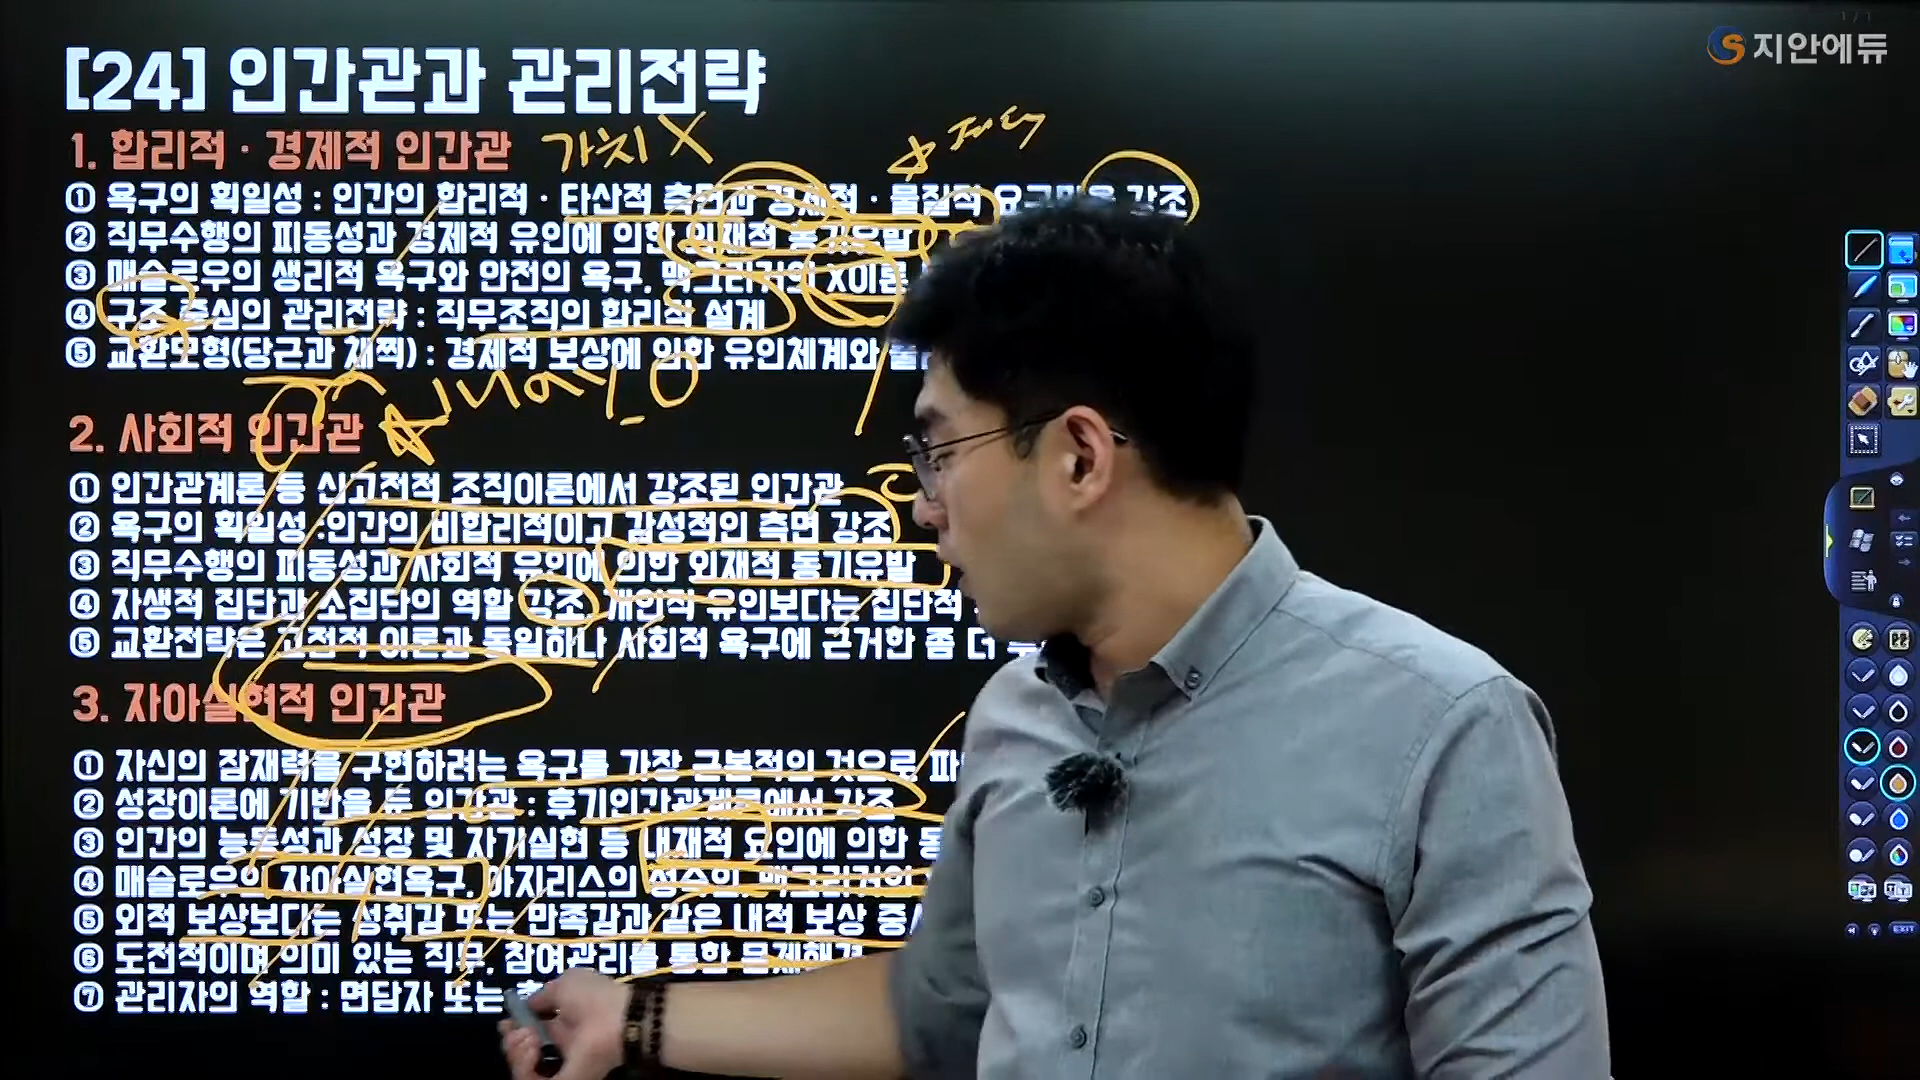 지안에듀
[24] 인간관과 관리전략
1. 합리적 · 경제적 인간관 가치 X
① 욕구의 획일성 : 인간의 합리적 · 타산적 측면과 경제적 · 물질적 욕구만을 강조
② 직무수행의 피동성과 경제적 유인에 의한 외재적 동기유발
③ 매슬로우의 생리적 욕구와 안전의 욕구, 맥그리거의 X이론
④ 구조 중심의 관리전략 : 직무조직의 합리적 설계
⑤ 교환모형(당근과 채찍) : 경제적 보상에 의한 유인체계와
Mayo
2. 사회적 인간관
① 인간관계론 등 신고전적 조직이론에서 강조된 인간관
② 욕구의 획일성 :인간의 비합리적이고 감성적인 측면 강조
③ 직무수행의 피동성과 사회적 유인에 의한 외재적 동기유발
④ 자생적 집단과 소집단의 역할 강조, 개인적 유인보다는 집단적
⑤ 교환전략은 고전적 이론과 동일하나 사회적 욕구에 근거한 좀 더
3. 자아실현적 인간관
① 자신의 잠재력을 구현하려는 욕구를 가장 근본적인 것으로
② 성장이론에 기반을 둔 인간관 : 후기인간관계론에서 강조
③ 인간의 능동성과 성장 및 자기실현 등 내재적 요인에 의한
④ 매슬로우의 자아실현욕구, 아지리스의 성숙인, 맥그리거의
⑤ 외적 보상보다는 성취감 또는 만족감과 같은 내적 보상
⑥ 도전적이며 의미 있는 직무, 참여관리를 통한 문제해결
⑦ 관리자의 역할 : 면담자 또는
EXIT